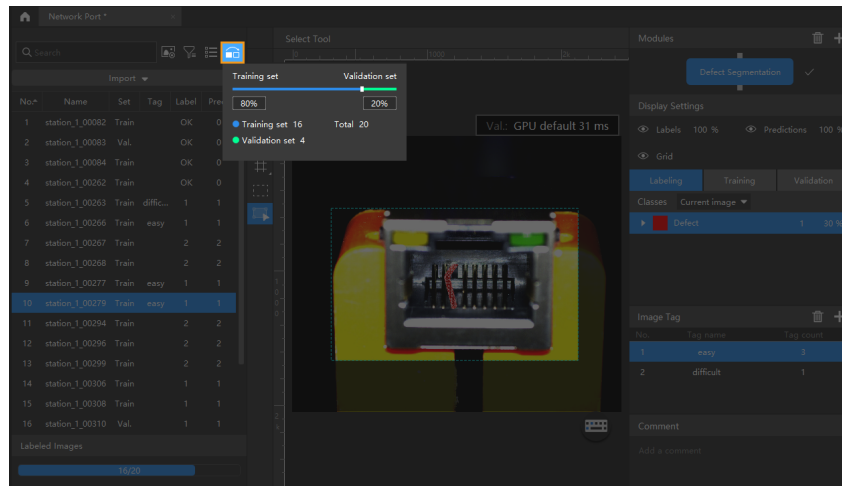 Network Port *
Search
Import
No. Name Set Tag Label Pred
1 station_1_00082 Train OK 0
2 station_1_00083 Val. OK 0
3 station_1_00084 Train OK 0
4 station_1_00262 Train OK 0
5 station_1_00263 Train diffic... 1 1
6 station_1_00266 Train easy 1 1
7 station_1_00267 Train 2 2
8 station_1_00268 Train 2 2
9 station_1_00277 Train easy 1 1
10 station_1_00279 Train easy 1 1
11 station_1_00294 Train 2 2
12 station_1_00296 Train 2 2
13 station_1_00299 Train 2 2
14 station_1_00306 Train 1 1
15 station_1_00308 Train 1 1
16 station_1_00310 Val. 1 1
Labeled Images
16/20
Training set Validation set
80% 20%
Training set 16 Total 20
Validation set 4
Select Tool
Val.: GPU default 31 ms
Modules
Defect Segmentation
Display Settings
Labels 100 % Predictions 100 %
Grid
Labeling Training Validation
Classes Current image
Defect 1 30 %
Image Tag
No. Tag name Tag count
1 easy 3
2 difficult 1
Comment
Add a comment